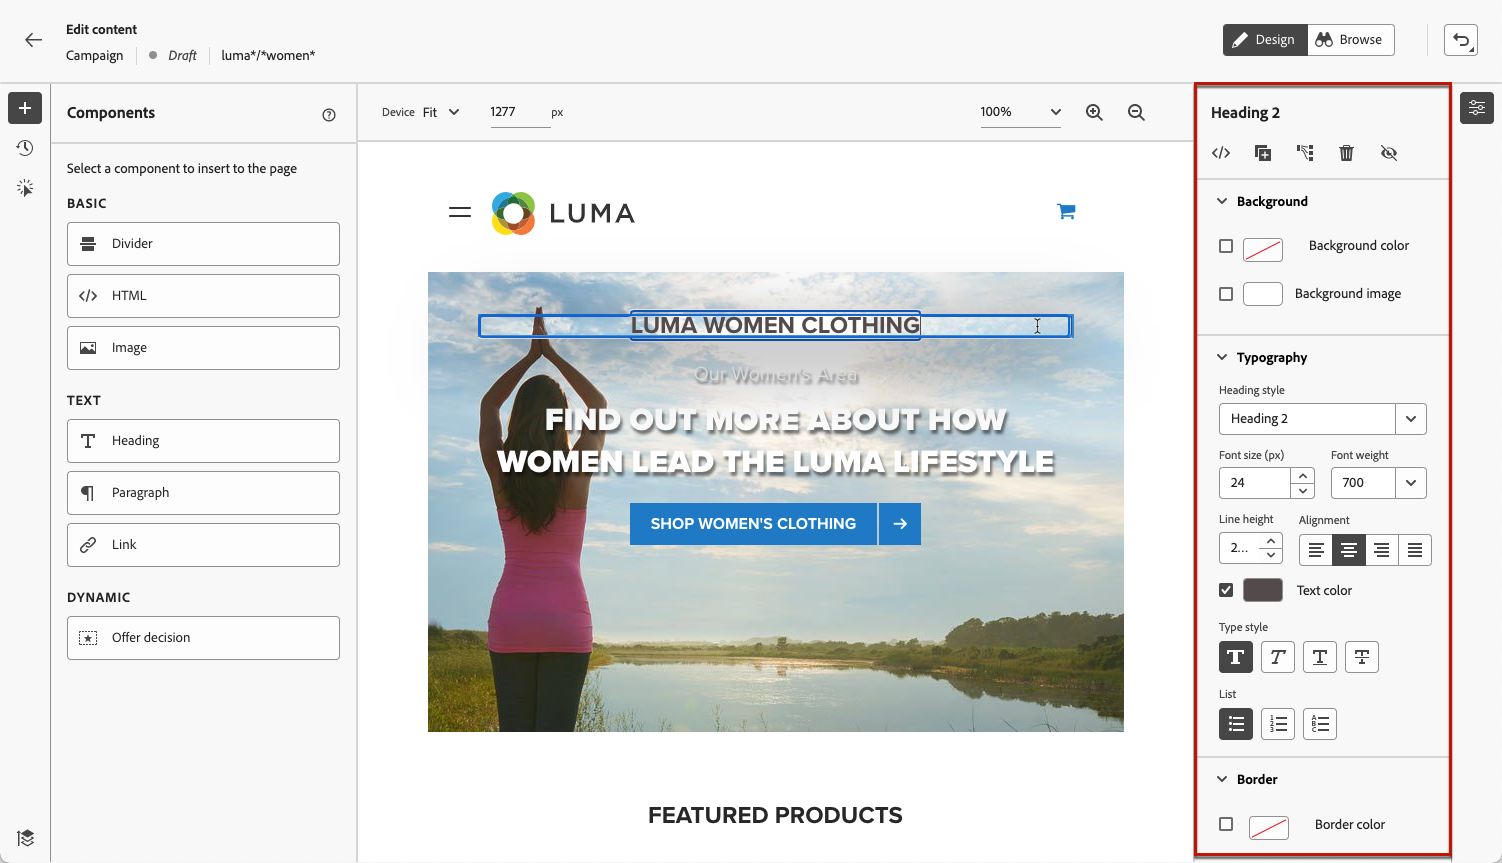 Edit content
Campaign
Draft
luma*/*women*
Design
Browse
Components
Select a component to insert to the page
BASIC
Divider
HTML
Image
TEXT
Heading
Paragraph
Link
DYNAMIC
Offer decision
Device
Fit
1277
px
100%
LUMA
LUMA WOMEN CLOTHING
Our Women's Area
FIND OUT MORE ABOUT HOW
WOMEN LEAD THE LUMA LIFESTYLE
SHOP WOMEN'S CLOTHING
FEATURED PRODUCTS
Heading 2
Background
Background color
Background image
Typography
Heading style
Heading 2
Font size (px)
Font weight
24
700
Line height
Alignment
2...
Text color
Type style
List
Border
Border color